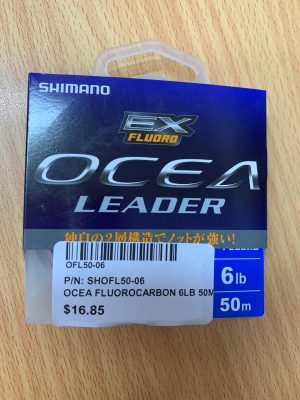 SHIMANO
EX
FLUORO
OCEA
LEADER
独自の2層構造でノットが強い!
OFL50-06
P/N: SHOFL50-06
OCEA FLUOROCARBON 6LB 50M
$16.85
6lb
50m